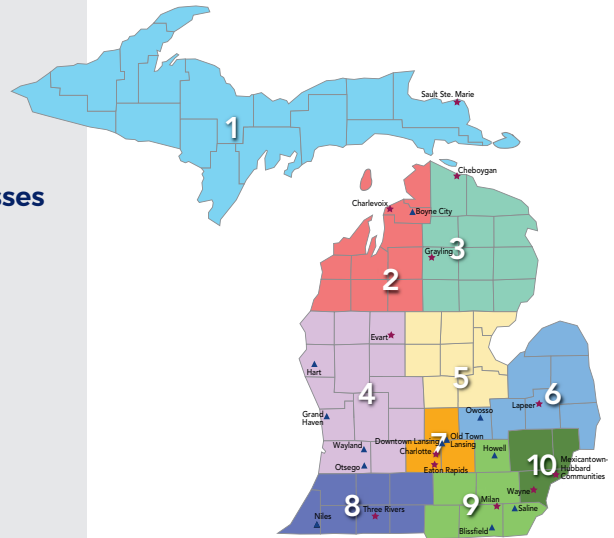 sses
Sault Ste. Marie
1
Cheboygan
Charlevoix
Boyne City
3
Grayling
2
Evart
Hart
5
4
6
Lapeer
Grand
Haven
Owosso
7
Downtown Lansing
Old Town
Lansing
Wayland
Charlotte
Howell
Otsego
Eaton Rapids
10
Mexicantown-
Hubbard
Communities
Wayne
8
9
Milan
Three Rivers
Saline
Niles
Blissfield